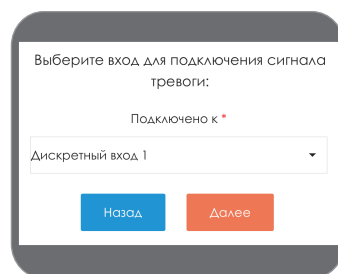 Выберите вход для подключения сигнала
тревоги:
Подключено к *
Дискретный вход 1
Назад
Далее